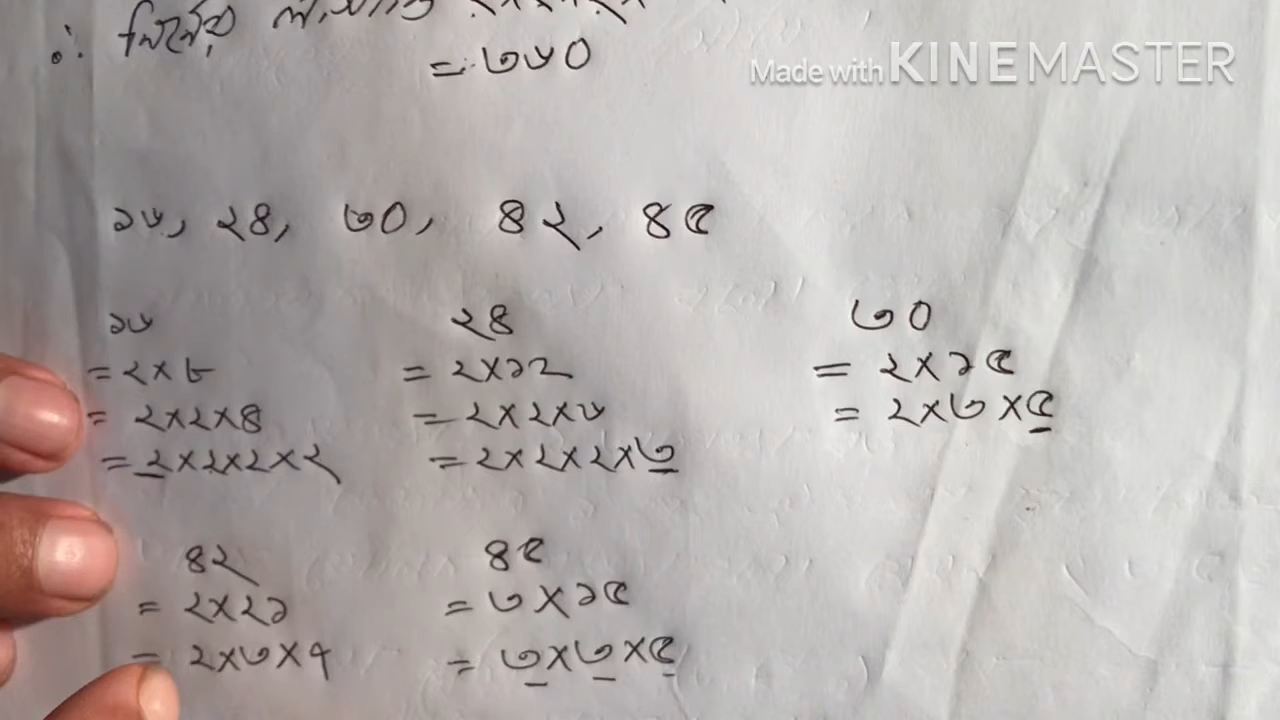 ∴ নির্ণেয়
= ৩৬০
Made with KINEMASTER
১৬, ২৪, ৩০, ৪২, ৪৫
১৬ ২৪ ৩০
= ২×৮ = ২×১২ = ২×১৫
= ২×২×৪ = ২×২×৬ = ২×৩×৫
= ২×২×২×২ = ২×২×২×৩
৪২ ৪৫
= ২×২১ = ৩×১৫
= ২×৩×৭ = ৩×৩×৫